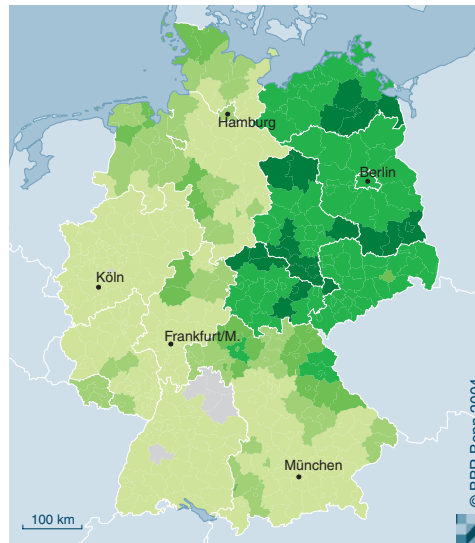 Hamburg
Berlin
Köln
Frankfurt/M.
München
100 km
© BBR Bonn 2004